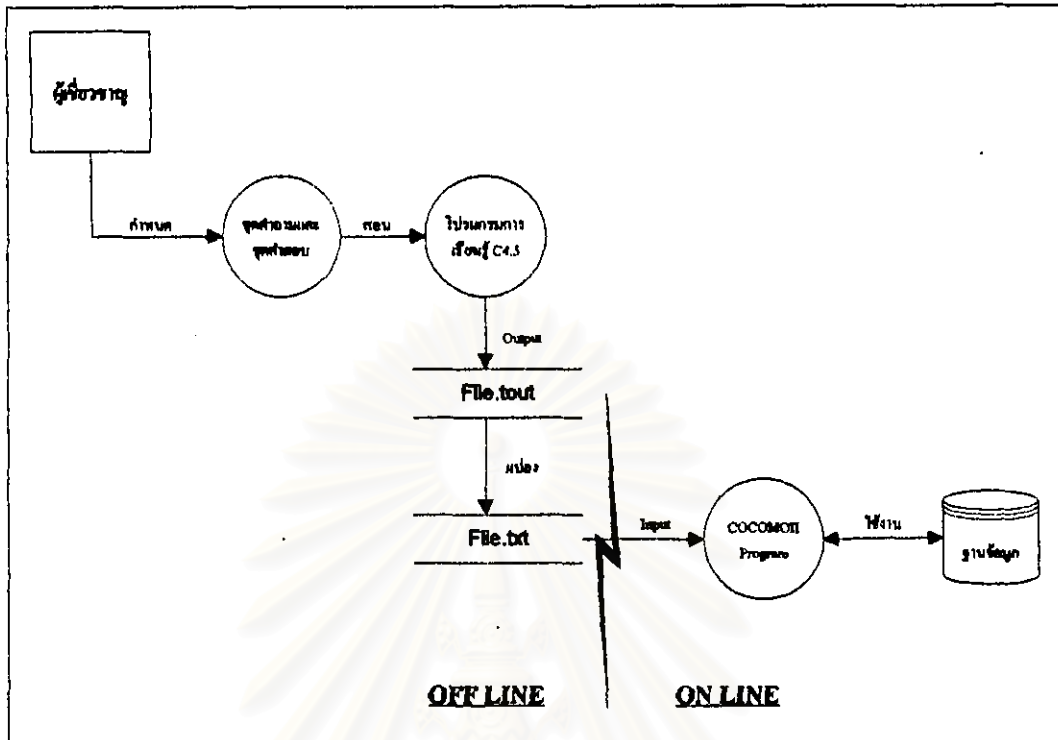 ผู้เชี่ยวชาญ
กำหนด
ชุดคำถามและ
ชุดคำตอบ
สอน
โปรแกรมการ
เรียนรู้ C4.5
Output
File.tout
แปลง
File.txt
Input
COCOMOII
Program
ใช้งาน
ฐานข้อมูล
OFF LINE
ON LINE